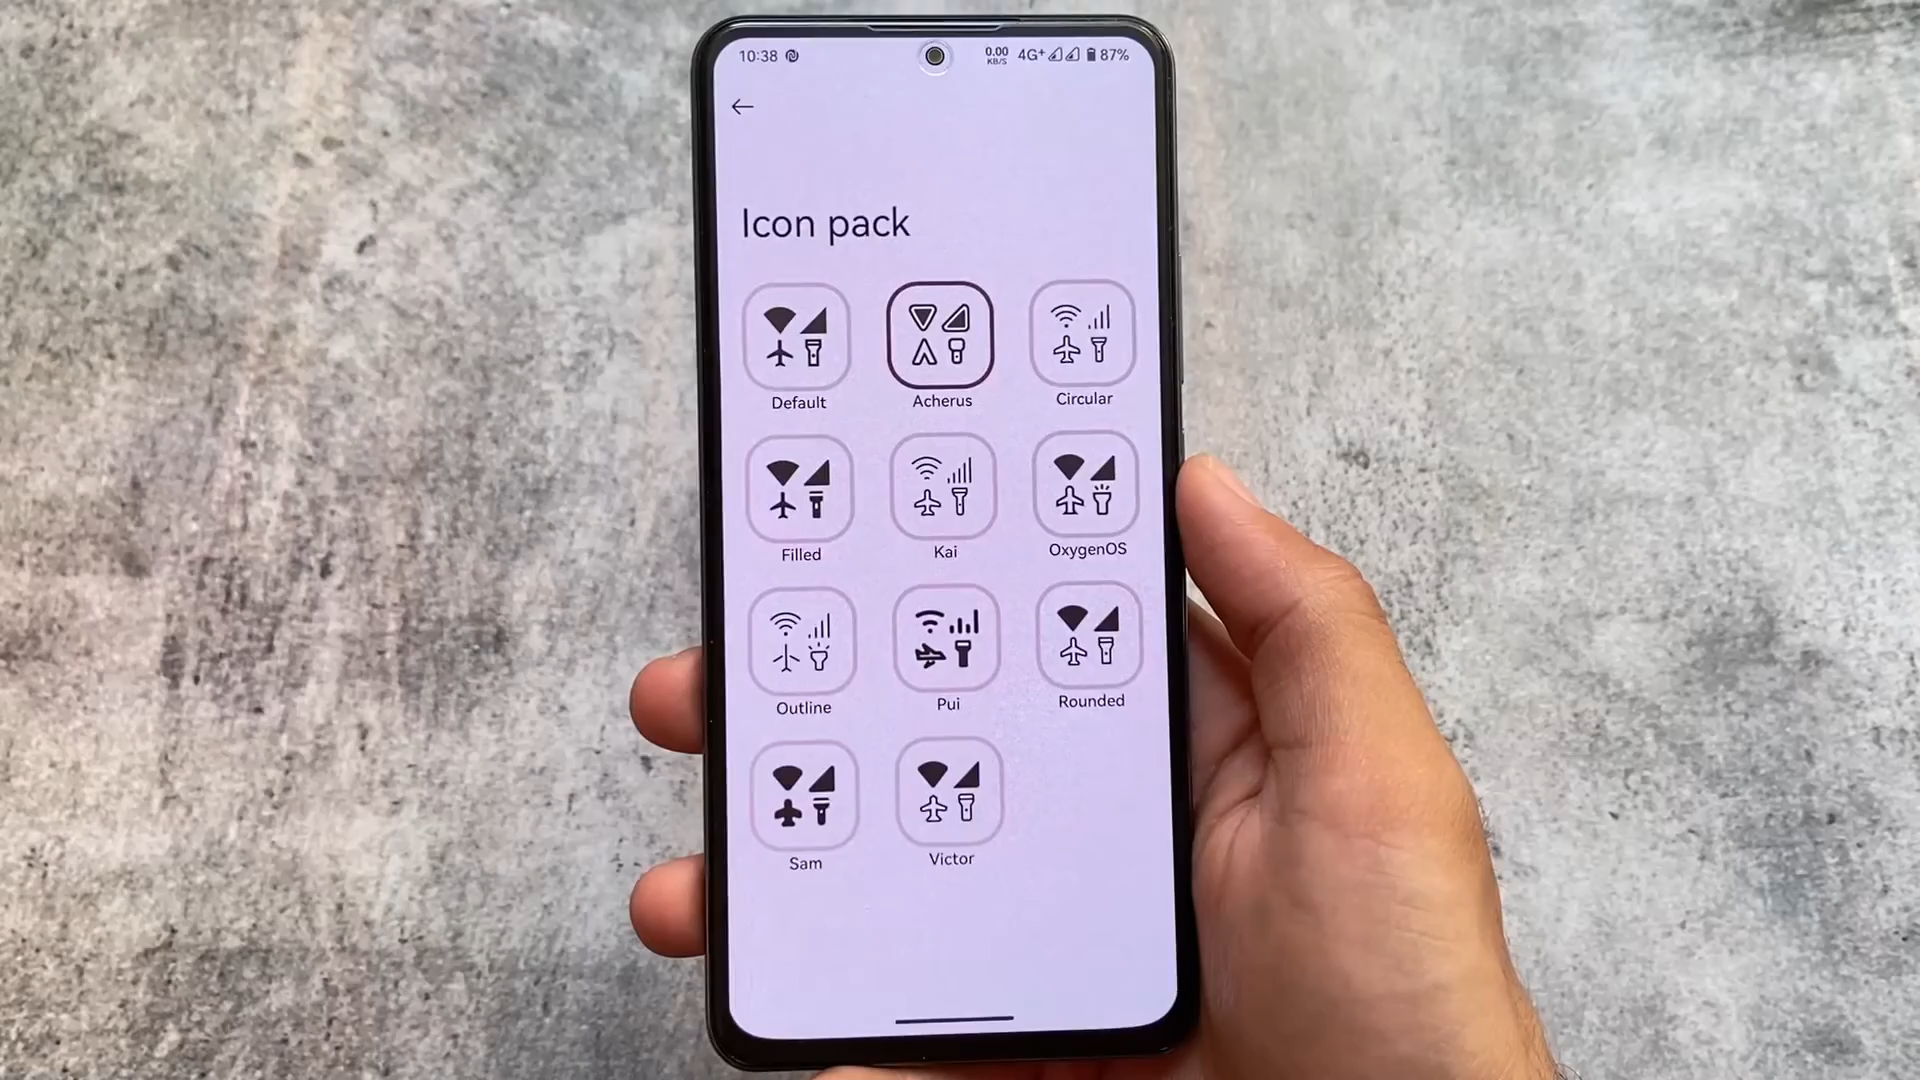 10:38 0.00 KB/S 4G+ 87%
Icon pack
Default Acherus Circular
Filled Kai OxygenOS
Outline Pui Rounded
Sam Victor